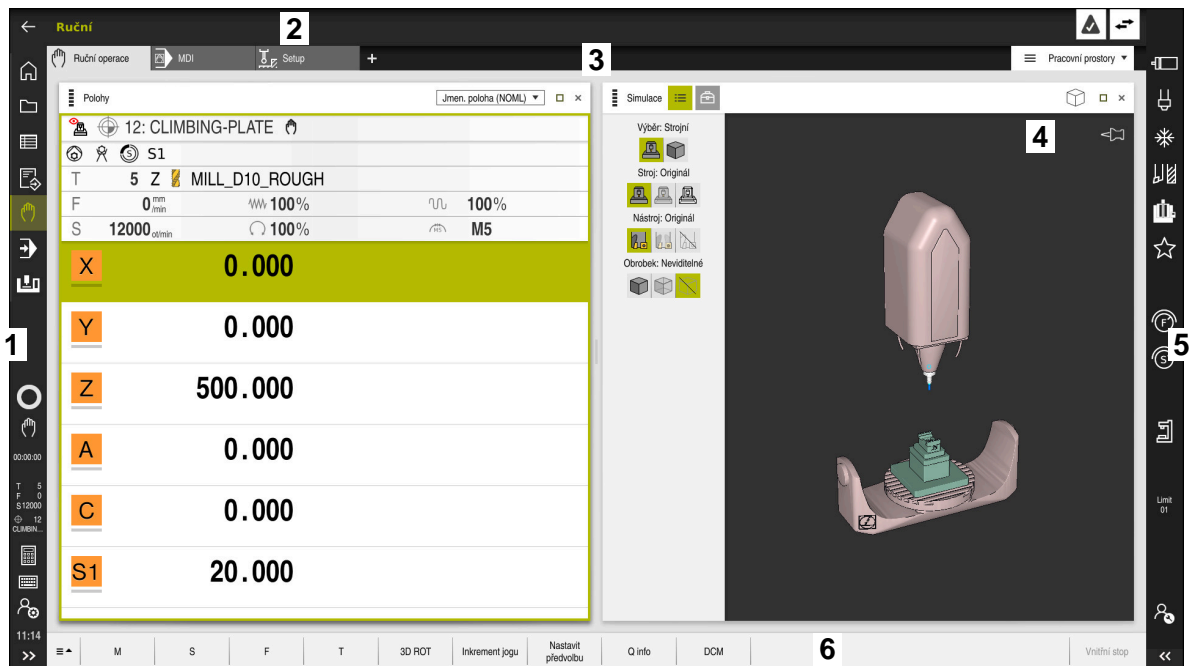 Ruční
2
Ruční operace
MDI
Setup
+
3
Pracovní prostory
Polohy
Jmen. poloha (NOML)
Simulace
12: CLIMBING-PLATE
S1
T 5 Z MILL_D10_ROUGH
F 0 mm/min 100% 100%
S 12000 ot/min 100% M5
X 0.000
Y 0.000
Z 500.000
A 0.000
C 0.000
S1 20.000
Výběr: Strojní
Stroj: Originál
Nástroj: Originál
Obrobek: Neviditelné
4
1
00:00:00
T 5
F 0
S 12000
12
CLIMBIN...
11:14
F
S
5
Limit
01
M
S
F
T
3D ROT
Inkrement jogu
Nastavit
předvolbu
Q info
DCM
6
Vnitřní stop